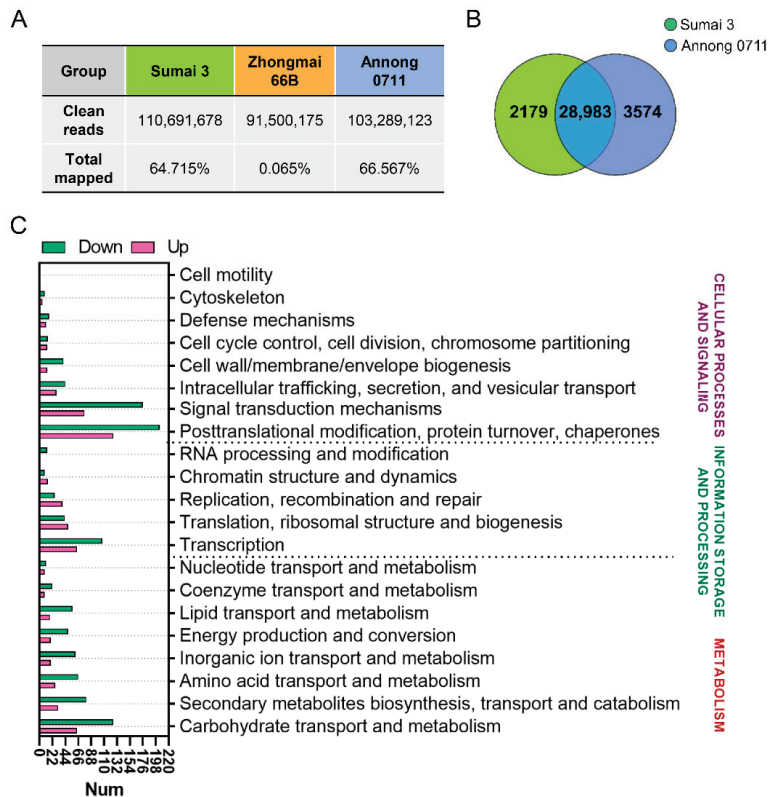 A
Group
Sumai 3
Zhongmai
66B
Annong
0711
Clean
reads
110,691,678
91,500,175
103,289,123
Total
mapped
64.715%
0.065%
66.567%
B
Sumai 3
Annong 0711
2179
28,983
3574
C
Down
Up
Cell motility
Cytoskeleton
Defense mechanisms
Cell cycle control, cell division, chromosome partitioning
Cell wall/membrane/envelope biogenesis
Intracellular trafficking, secretion, and vesicular transport
Signal transduction mechanisms
Posttranslational modification, protein turnover, chaperones
RNA processing and modification
Chromatin structure and dynamics
Replication, recombination and repair
Translation, ribosomal structure and biogenesis
Transcription
Nucleotide transport and metabolism
Coenzyme transport and metabolism
Lipid transport and metabolism
Energy production and conversion
Inorganic ion transport and metabolism
Amino acid transport and metabolism
Secondary metabolites biosynthesis, transport and catabolism
Carbohydrate transport and metabolism
CELLULAR PROCESSES
AND SIGNALING
INFORMATION STORAGE
AND PROCESSING
METABOLISM
0
22
44
66
88
110
132
154
176
198
220
Num